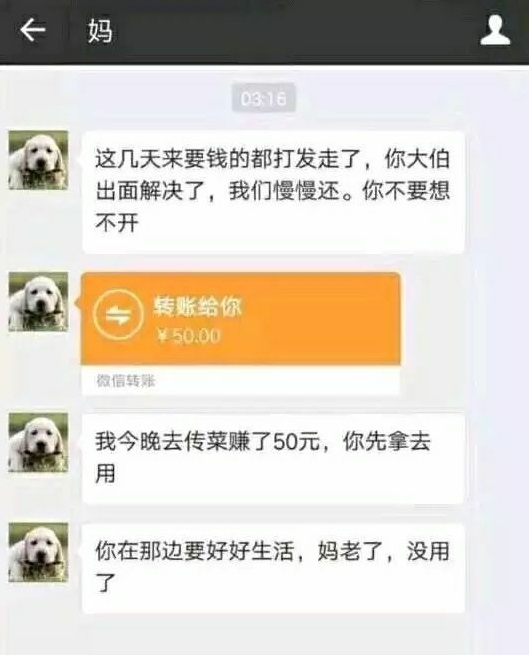 妈
03:16
这几天来要钱的都打发走了，你大伯
出面解决了，我们慢慢还。你不要想
不开
转账给你
￥50.00
微信转账
我今晚去传菜赚了50元，你先拿去
用
你在那边要好好生活，妈老了，没用
了